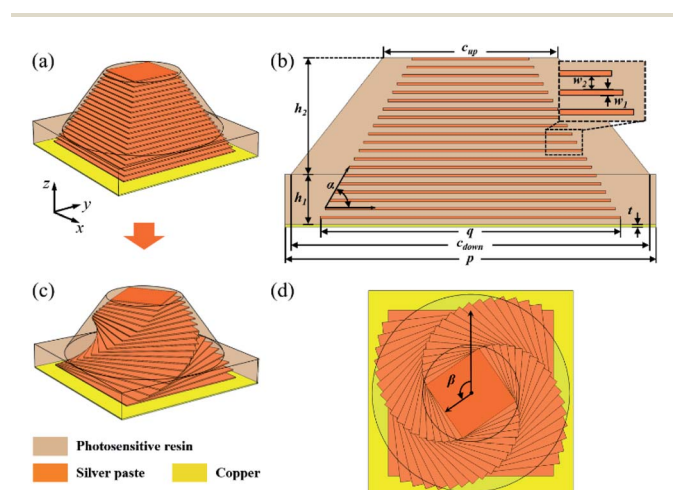 (a)
z
y
x
(b)
c_up
h_2
w_2
w_1
h_1
α
t
q
c_down
p
(c)
(d)
β
Photosensitive resin
Silver paste
Copper